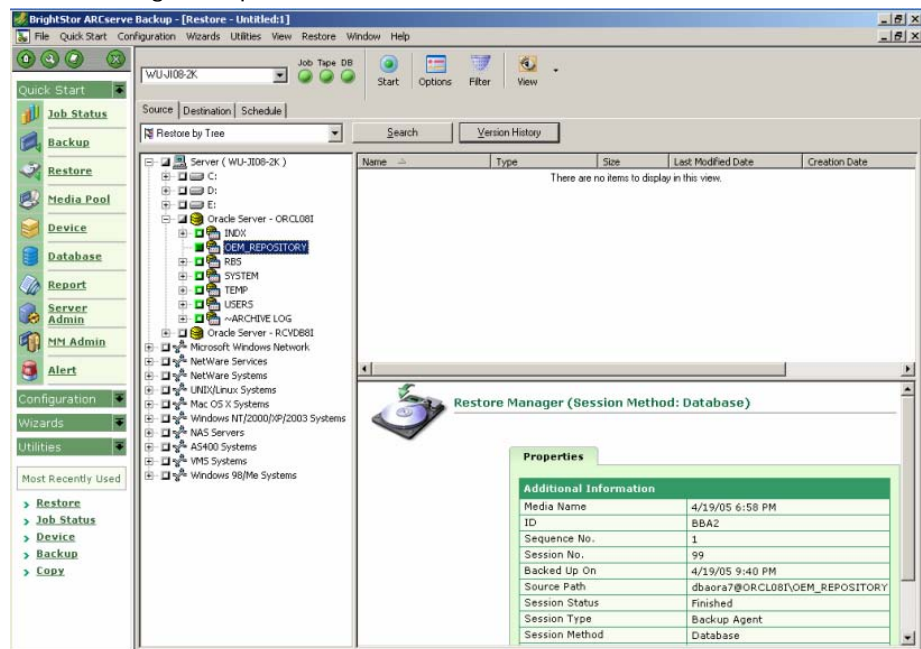 BrightStor ARCserve Backup - [Restore - Untitled:1]
File Quick Start Configuration Wizards Utilities View Restore Window Help
Job Tape DB
WU-JI08-2K
Start Options Filter View
Quick Start
Job Status
Backup
Restore
Media Pool
Device
Database
Report
Server Admin
MM Admin
Alert
Configuration
Wizards
Utilities
Most Recently Used
Restore
Job Status
Device
Backup
Copy
Source Destination Schedule
Restore by Tree
Search Version History
Server ( WU-JI08-2K )
C:
D:
E:
Oracle Server - ORCL08I
INDX
OEM_REPOSITORY
RBS
SYSTEM
TEMP
USERS
~ARCHIVE LOG
Oracle Server - RCVDB8I
Microsoft Windows Network
NetWare Services
NetWare Systems
UNIX/Linux Systems
Mac OS X Systems
Windows NT/2000/XP/2003 Systems
NAS Servers
AS400 Systems
VMS Systems
Windows 98/Me Systems
Name Type Size Last Modified Date Creation Date
There are no items to display in this view.
Restore Manager (Session Method: Database)
Properties
Additional Information
Media Name 4/19/05 6:58 PM
ID BBA2
Sequence No. 1
Session No. 99
Backed Up On 4/19/05 9:40 PM
Source Path dbaora7@ORCL08I\OEM_REPOSITORY
Session Status Finished
Session Type Backup Agent
Session Method Database